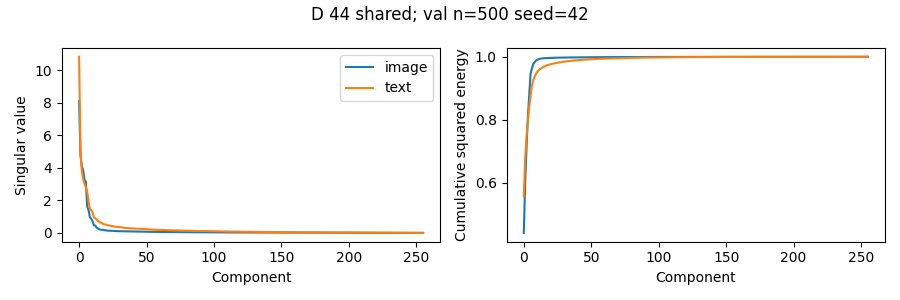 D 44 shared; val n=500 seed=42
Singular value
10
8
6
4
2
0
0 50 100 150 200 250
Component
image
text
Cumulative squared energy
1.0
0.8
0.6
0 50 100 150 200 250
Component